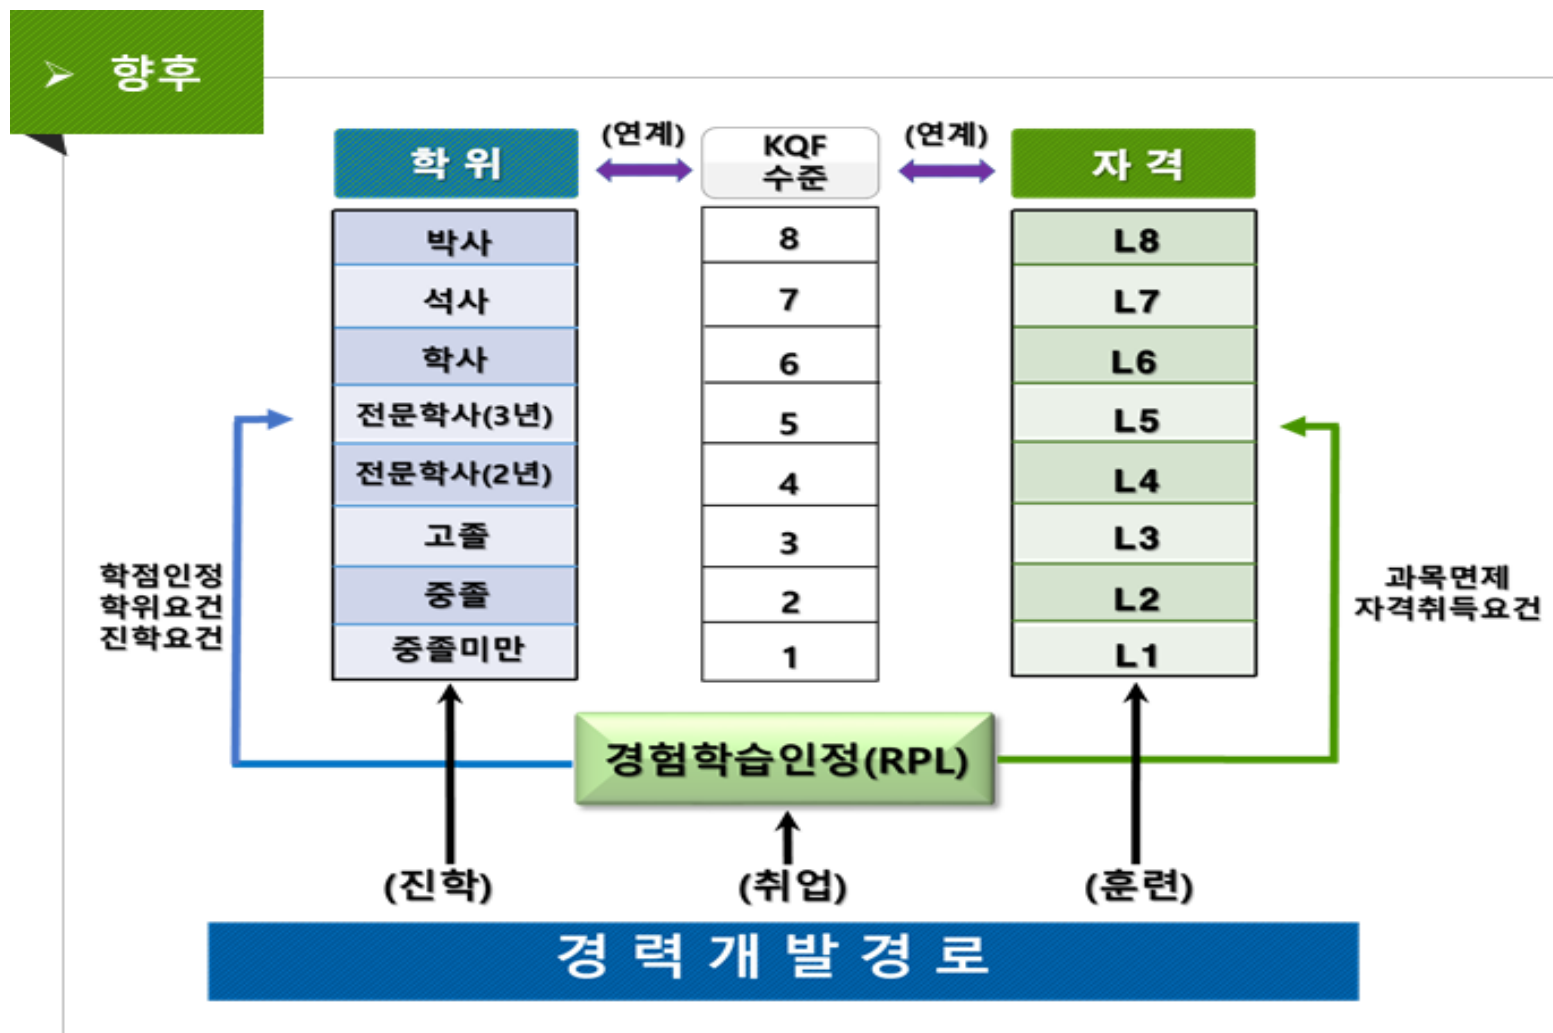 향후
(연계)
(연계)
학 위
KQF
수준
자 격
박사
8
L8
석사
7
L7
학사
6
L6
전문학사(3년)
5
L5
전문학사(2년)
4
L4
고졸
3
L3
중졸
2
L2
중졸미만
1
L1
학점인정
학위요건
진학요건
과목면제
자격취득요건
경험학습인정(RPL)
(진학)
(취업)
(훈련)
경 력 개 발 경 로